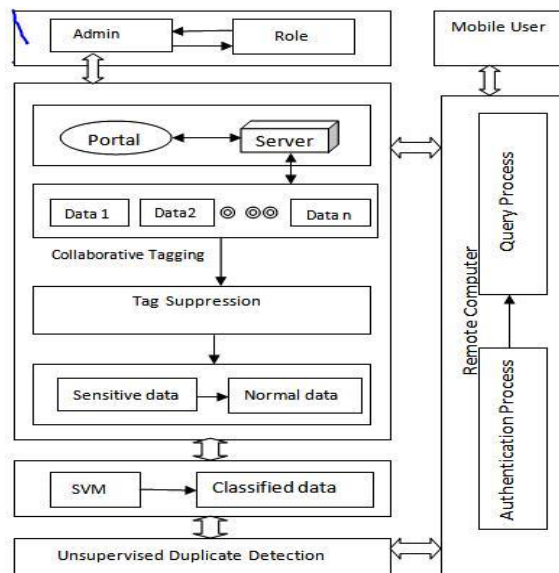 Admin
Role
Mobile User
Portal
Server
Data 1
Data2
Data n
Collaborative Tagging
Tag Suppression
Sensitive data
Normal data
SVM
Classified data
Unsupervised Duplicate Detection
Remote Computer
Query Process
Authentication Process